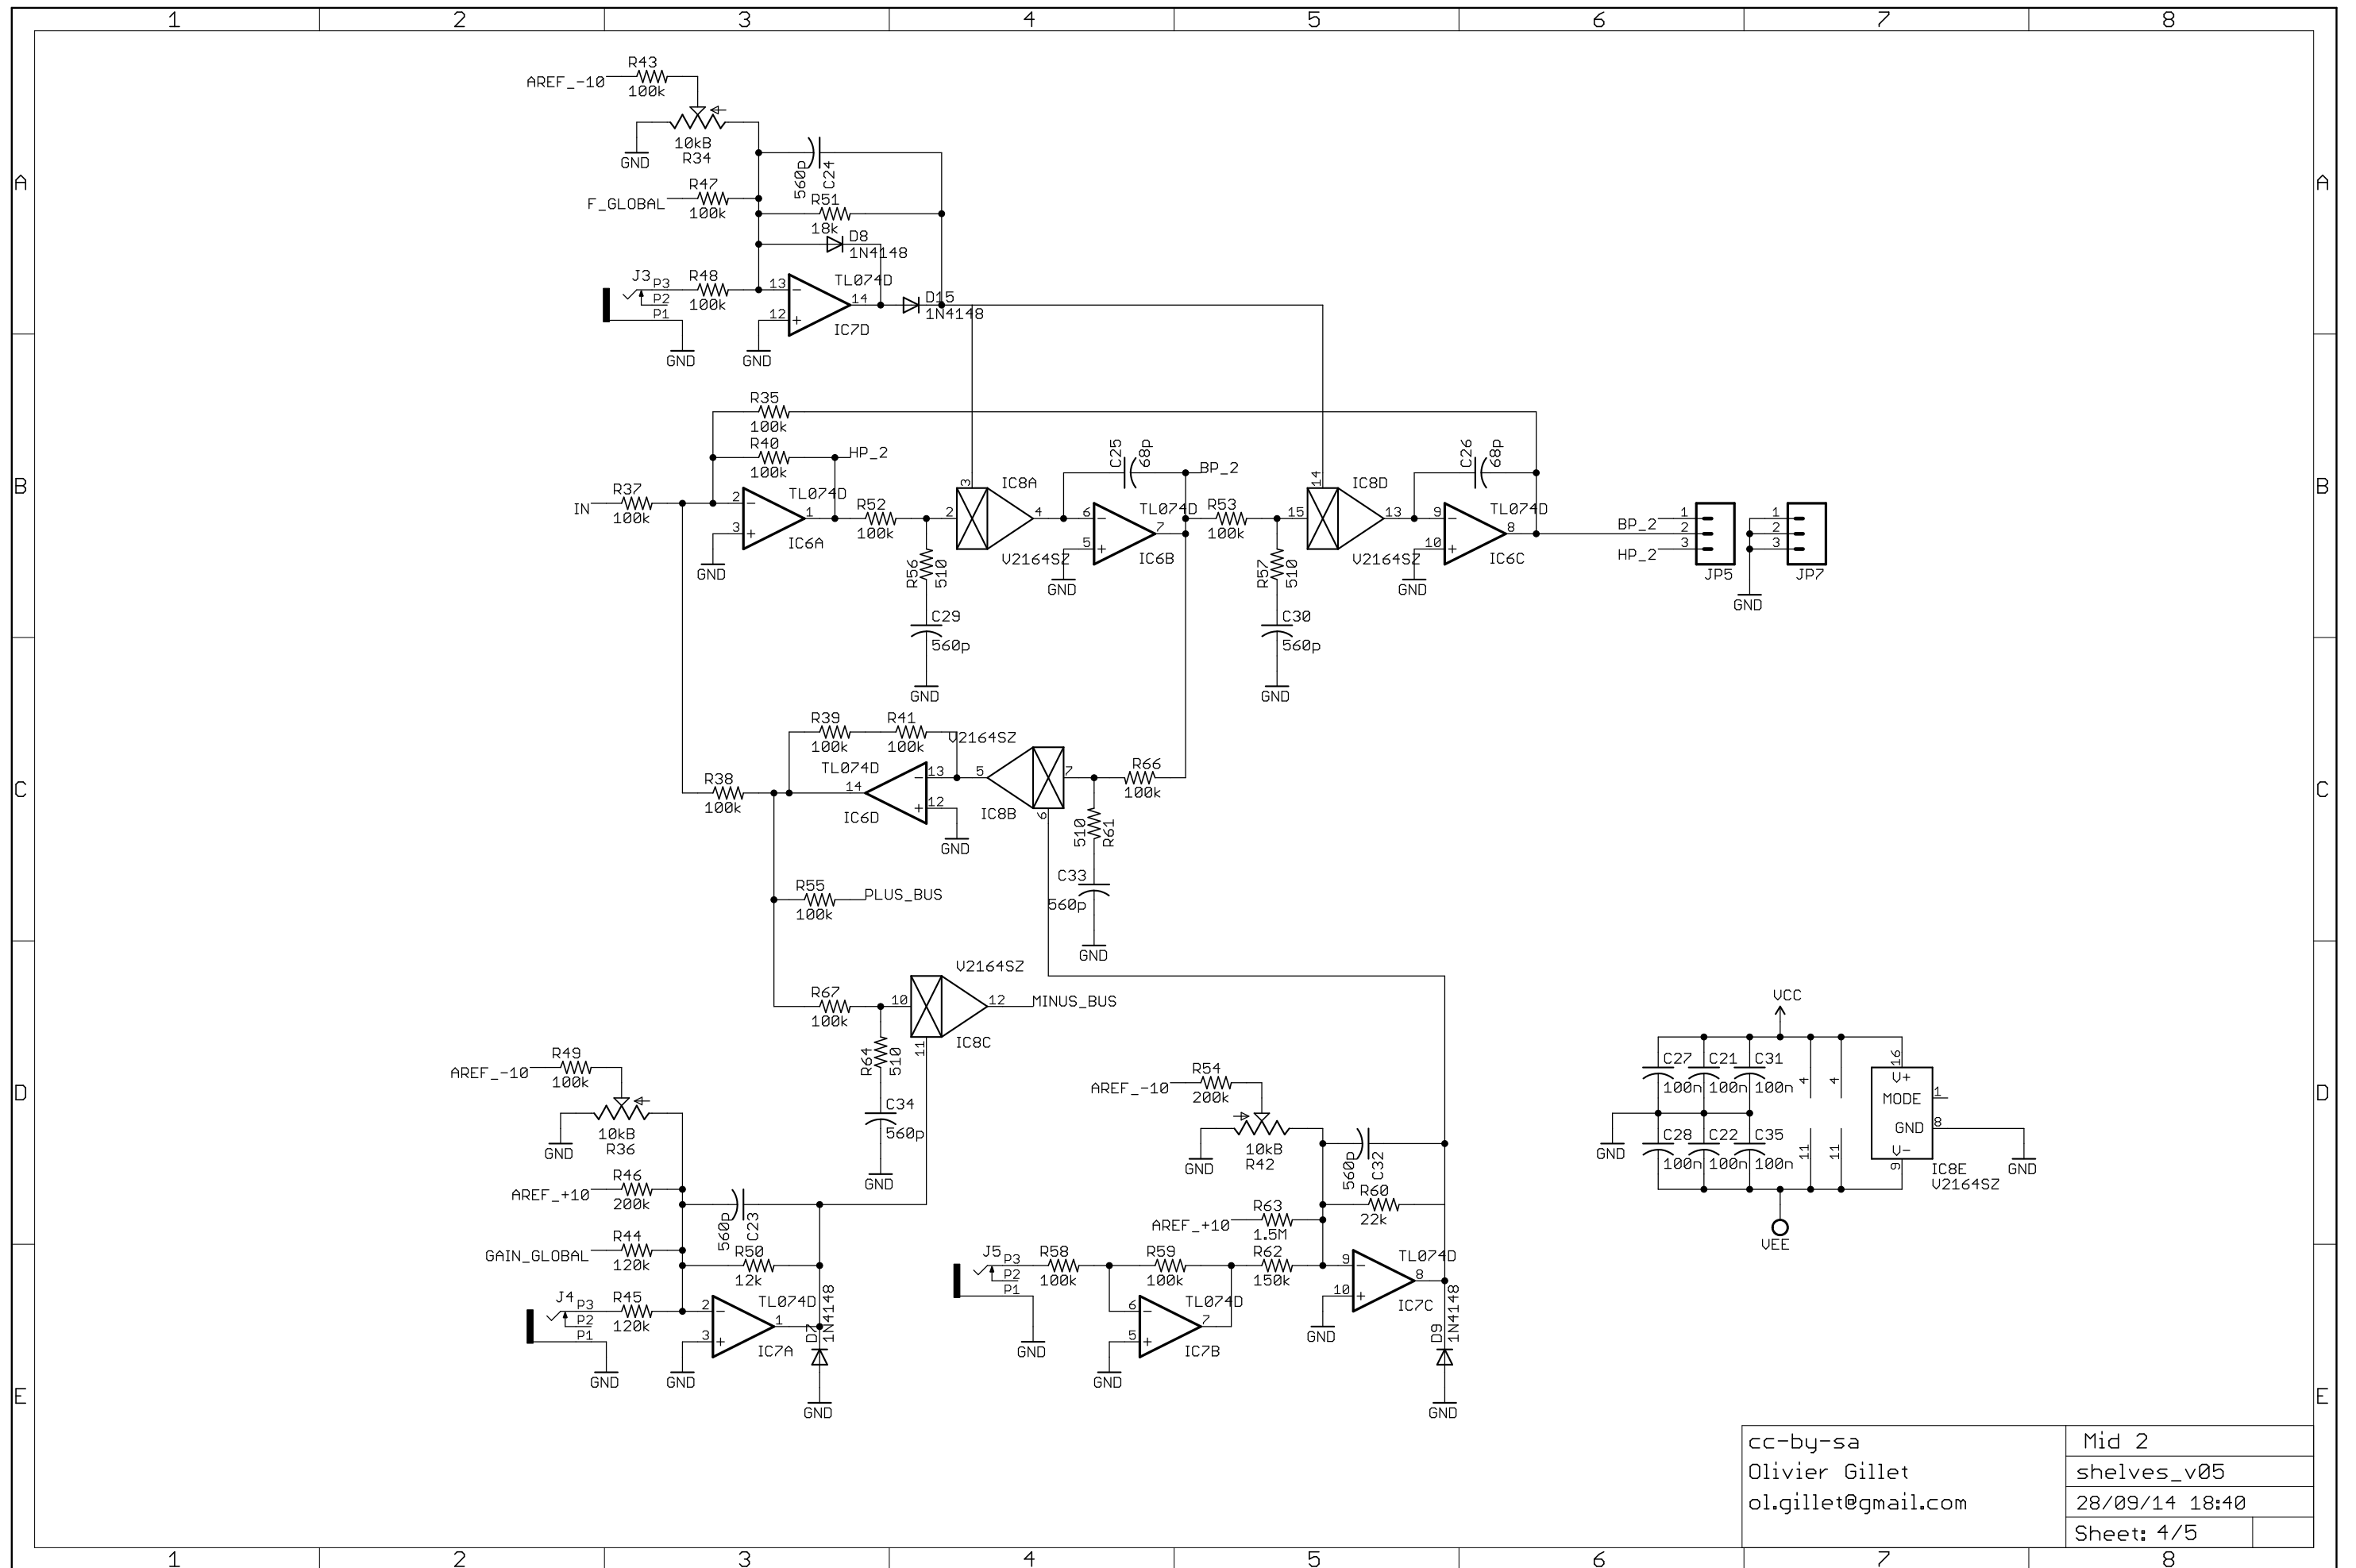 1 2 3 4 5 6 7 8
R43
AREF_-10
100k
10kB
R34
GND
560p
C24
A A
R47
F_GLOBAL
100k
R51
18k
D8
1N4148
J3 P3 R48
P2
P1
100k
TL074D
13
14
12
D15
1N4148
IC7D
GND GND
R35
100k
R40
100k
HP_2
C25
68p
BP_2
C26
68p
B B
R37
IN
100k
2
3
1
TL074D
IC6A
GND
R52
100k
3
2
4
IC8A
V2164SZ
6
5
7
TL074D
IC6B
GND
R53
100k
14
15
13
IC8D
V2164SZ
9
10
8
TL074D
IC6C
GND
BP_2
HP_2
1
2
3
JP5
1
2
3
JP7
GND
R56
510
C29
560p
GND
R57
510
C30
560p
GND
R39 R41
100k 100k
V2164SZ
TL074D
C C
R38
100k
14
13
12
IC6D
GND
5
7
6
IC8B
R66
100k
510
R61
C33
560p
GND
R55
100k
PLUS_BUS
V2164SZ
R67
100k
10
12
11
MINUS_BUS
IC8C
R64
510
C34
560p
GND
D D
R49
AREF_-10
100k
10kB
R36
GND
R46
AREF_+10
200k
560p
C23
R44
GAIN_GLOBAL
120k
R50
12k
J4 P3 R45
P2
P1
120k
TL074D
2
3
1
IC7A
D7
1N4148
GND GND GND
R54
AREF_-10
200k
10kB
R42
GND
560p
C32
R60
22k
R63
AREF_+10
1.5M
J5 P3 R58
P2
P1
100k
R59
100k
R62
150k
6
5
7
TL074D
IC7B
9
10
8
TL074D
IC7C
D9
1N4148
GND GND GND GND
VCC
C27 C21 C31
100n 100n 100n
4 4
16
V+
MODE
1
GND
8
V-
9
GND
C28 C22 C35
100n 100n 100n
11 11
IC8E
V2164SZ
GND
VEE
E E
cc-by-sa
Olivier Gillet
ol.gillet@gmail.com
Mid 2
shelves_v05
28/09/14 18:40
Sheet: 4/5
1 2 3 4 5 6 7 8